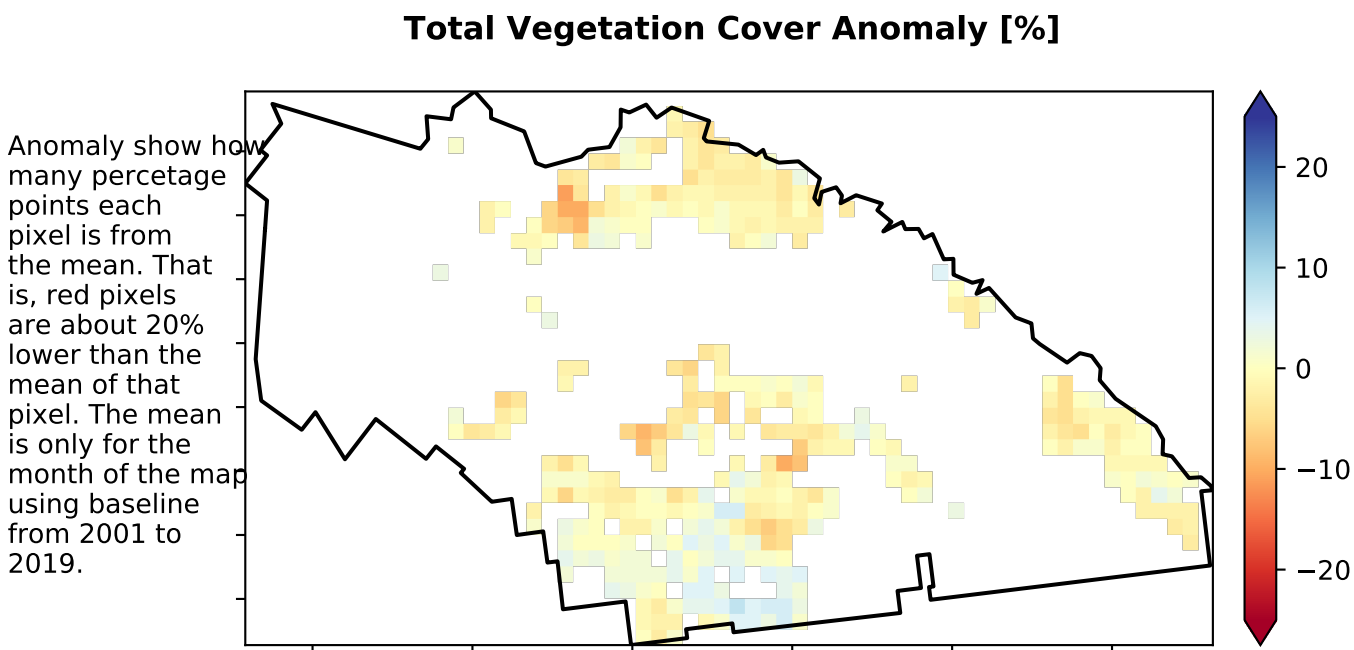 Total Vegetation Cover Anomaly [%]
Anomaly show how
many percetage
points each
pixel is from
the mean. That
is, red pixels
are about 20%
lower than the
mean of that
pixel. The mean
is only for the
month of the map
using baseline
from 2001 to
2019.
20
10
0
−10
−20